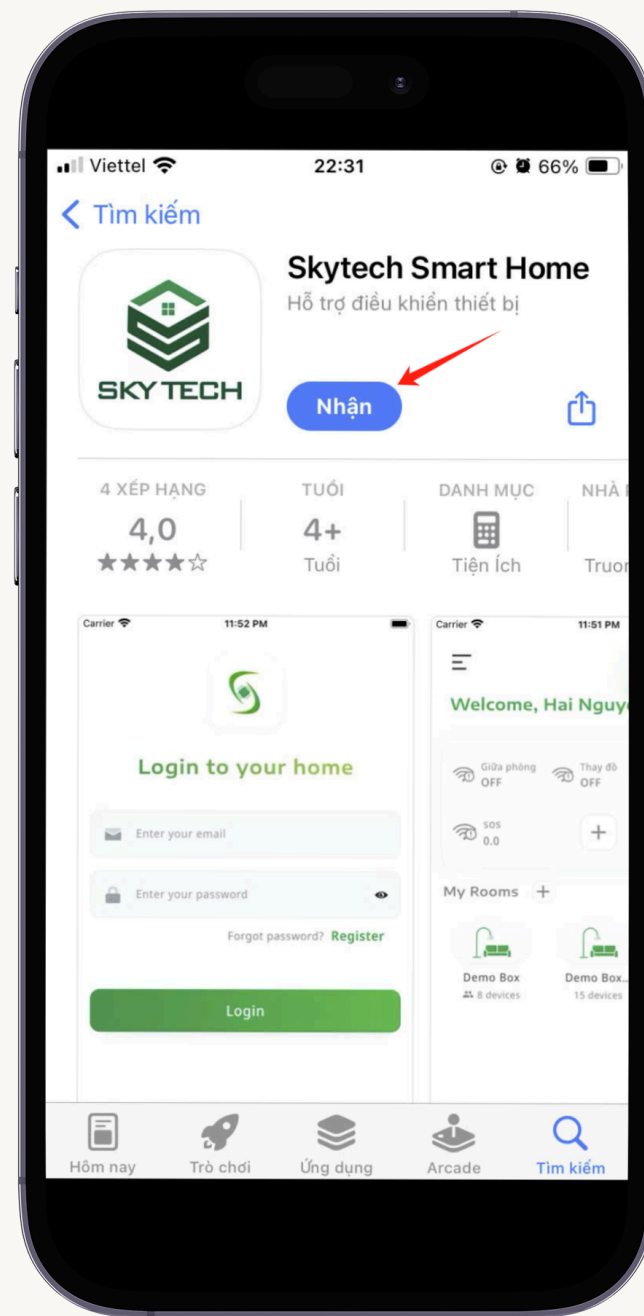 Viettel 22:31 66%
Tìm kiếm
Skytech Smart Home
Hỗ trợ điều khiển thiết bị
SKY TECH
Nhận
4 XẾP HẠNG TUỔI DANH MỤC NHÀ
4,0 4+
Tuổi Tiện Ích
Carrier 11:52 PM
Login to your home
Enter your email
Enter your password
Forgot password? Register
Login
Carrier 11:51 PM
Welcome, Hai
Giữa phòng Thay đồ
OFF OFF
sos
0.0 +
My Rooms +
Demo Box Demo Box..
8 devices 15 devices
Hôm nay Trò chơi Ứng dụng Arcade Tìm kiếm